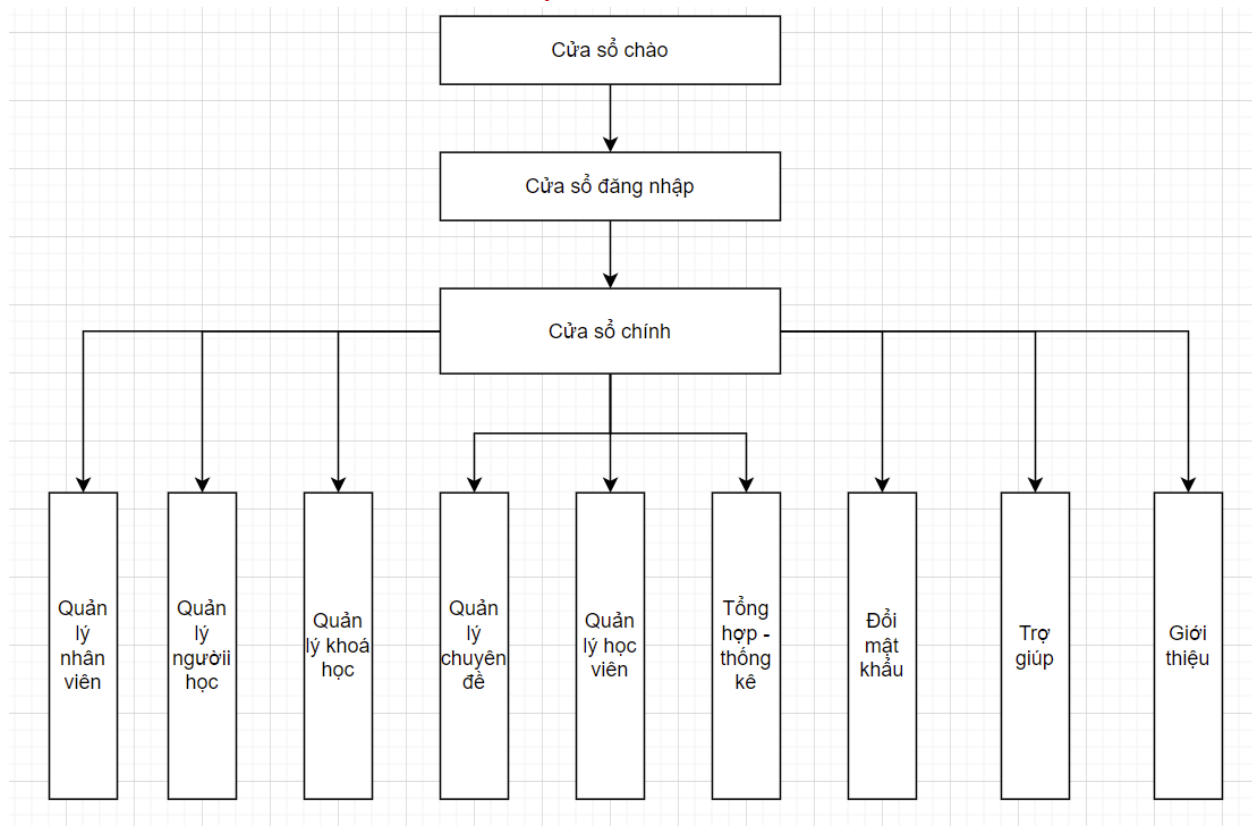 Cửa sổ chào
Cửa sổ đăng nhập
Cửa sổ chính
Quản
lý
nhân
viên
Quản
lý
ngườii
học
Quản
lý khoá
học
Quản
lý
chuyên
đề
Quản
lý học
viên
Tổng
hợp -
thống
kê
Đổi
mật
khẩu
Trợ
giúp
Giới
thiệu